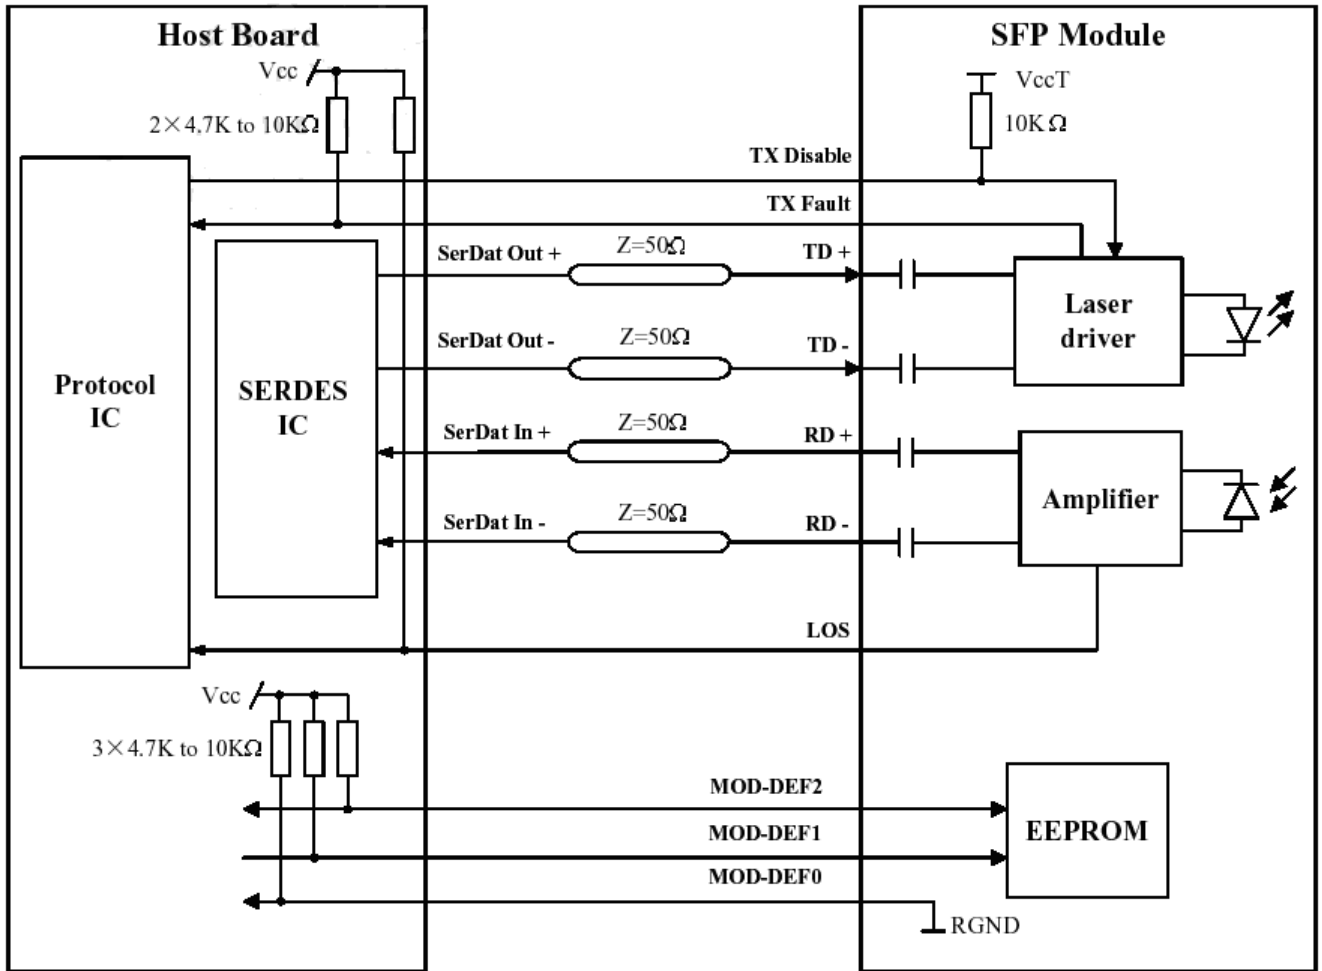 Host Board
SFP Module
Vcc
VccT
2×4.7K to 10KΩ
10KΩ
TX Disable
TX Fault
SerDat Out +
Z=50Ω
TD +
SerDat Out -
Z=50Ω
TD -
Laser
driver
Protocol
IC
SERDES
IC
SerDat In +
Z=50Ω
RD +
SerDat In -
Z=50Ω
RD -
Amplifier
LOS
Vcc
3×4.7K to 10KΩ
MOD-DEF2
MOD-DEF1
MOD-DEF0
EEPROM
RGND